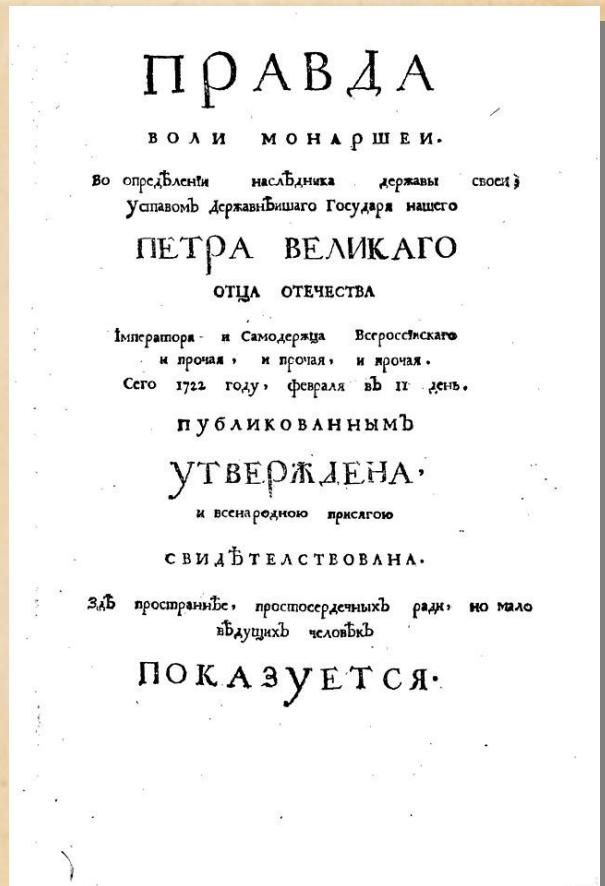 ПРАВДА
ВОЛИ МОНАРШЕИ.
Во опредѣленїи наслѣдника державы своей;
Уставомъ Державнѣишаго Государя нашего
ПЕТРА ВЕЛИКАГО
ОТЦА ОТЕЧЕСТВА
Імператора и Самодержца Всеросcїискаго
и прочая, и прочая, и прочая.
Сего 1722 году, февраля въ 11 день.
ПУБЛИКОВАННЫМЪ
УТВЕРЖДЕНА,
и всенародною присягою
СВИДѢТЕЛСТВОВАНА.
Здѣ пространнѣе, простосердечныхъ ради, но мало
вѣдущихъ человѣкъ
ПОКАЗУЕТСЯ.